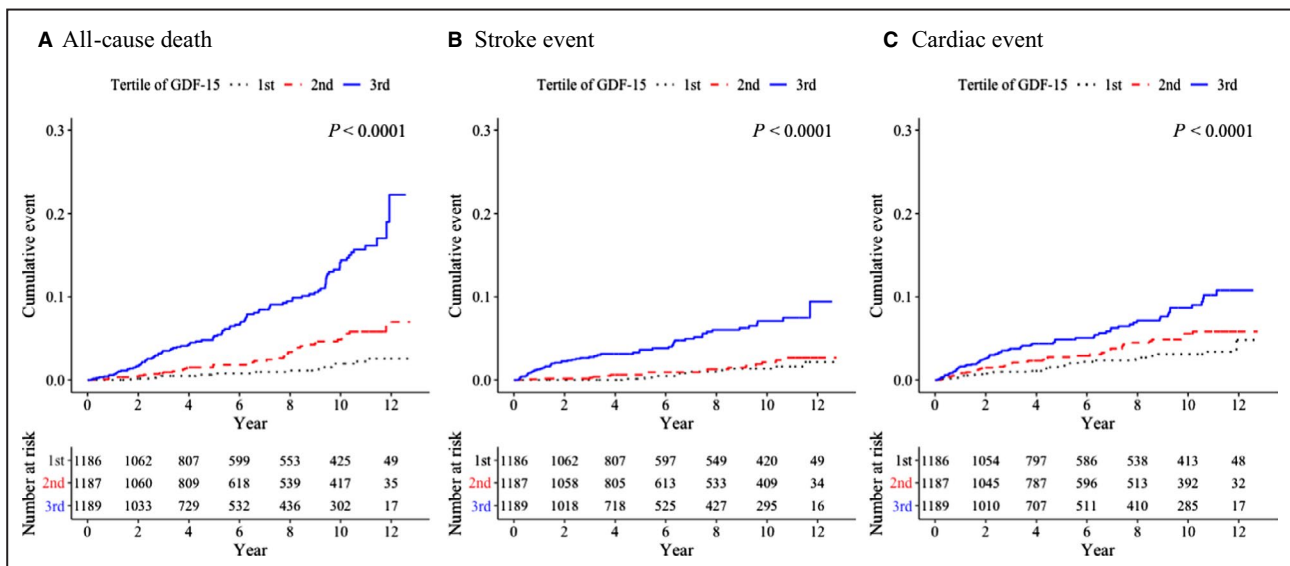 A All-cause death
Tertile of GDF-15 1st 2nd 3rd
P < 0.0001
Cumulative event
0.3
0.2
0.1
0.0
0 2 4 6 8 10 12
Year
Number at risk
1st 1186 1062 807 599 553 425 49
2nd 1187 1060 809 618 539 417 35
3rd 1189 1033 729 532 436 302 17
0 2 4 6 8 10 12
Year
B Stroke event
Tertile of GDF-15 1st 2nd 3rd
P < 0.0001
Cumulative event
0.3
0.2
0.1
0.0
0 2 4 6 8 10 12
Year
Number at risk
1st 1186 1062 807 597 549 420 49
2nd 1187 1058 805 613 533 409 34
3rd 1189 1018 718 525 427 295 16
0 2 4 6 8 10 12
Year
C Cardiac event
Tertile of GDF-15 1st 2nd 3rd
P < 0.0001
Cumulative event
0.3
0.2
0.1
0.0
0 2 4 6 8 10 12
Year
Number at risk
1st 1186 1054 797 586 538 413 48
2nd 1187 1045 787 596 513 392 32
3rd 1189 1010 707 511 410 285 17
0 2 4 6 8 10 12
Year